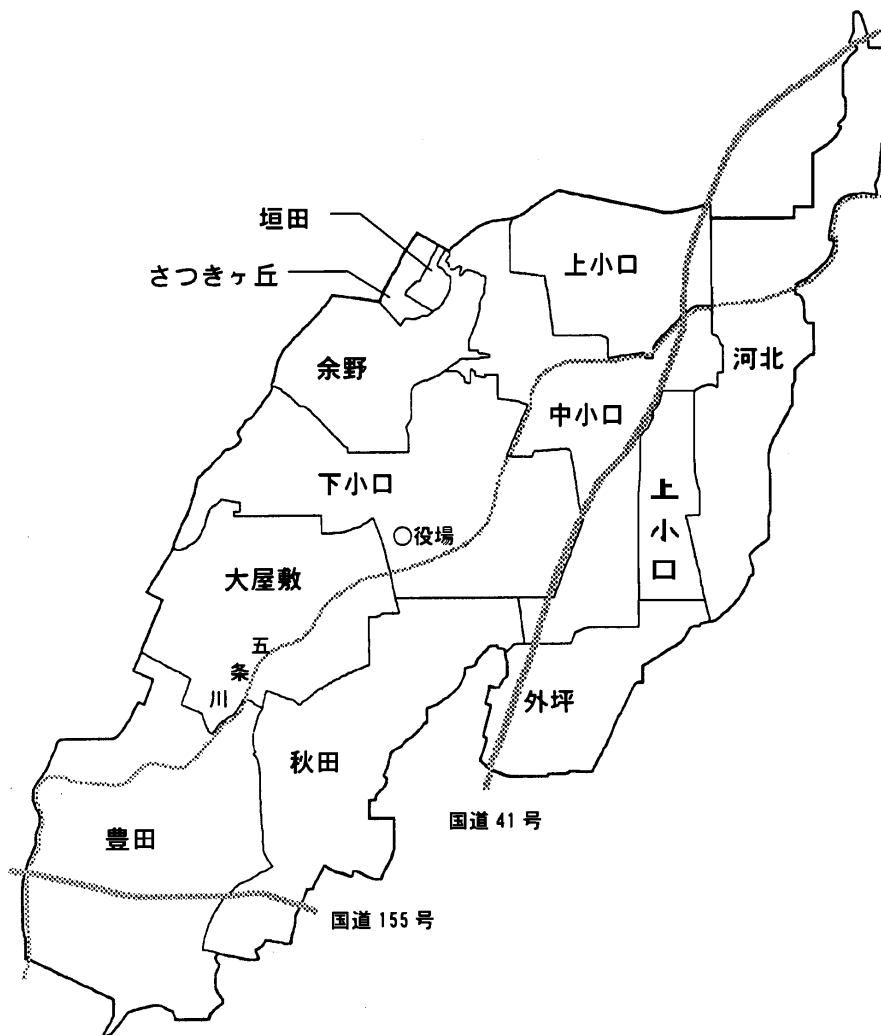 垣田
さつきヶ丘
上小口
余野
河北
中小口
下小口
上小口
○役場
大屋敷
五条川
外坪
秋田
国道 41 号
豊田
国道 155 号